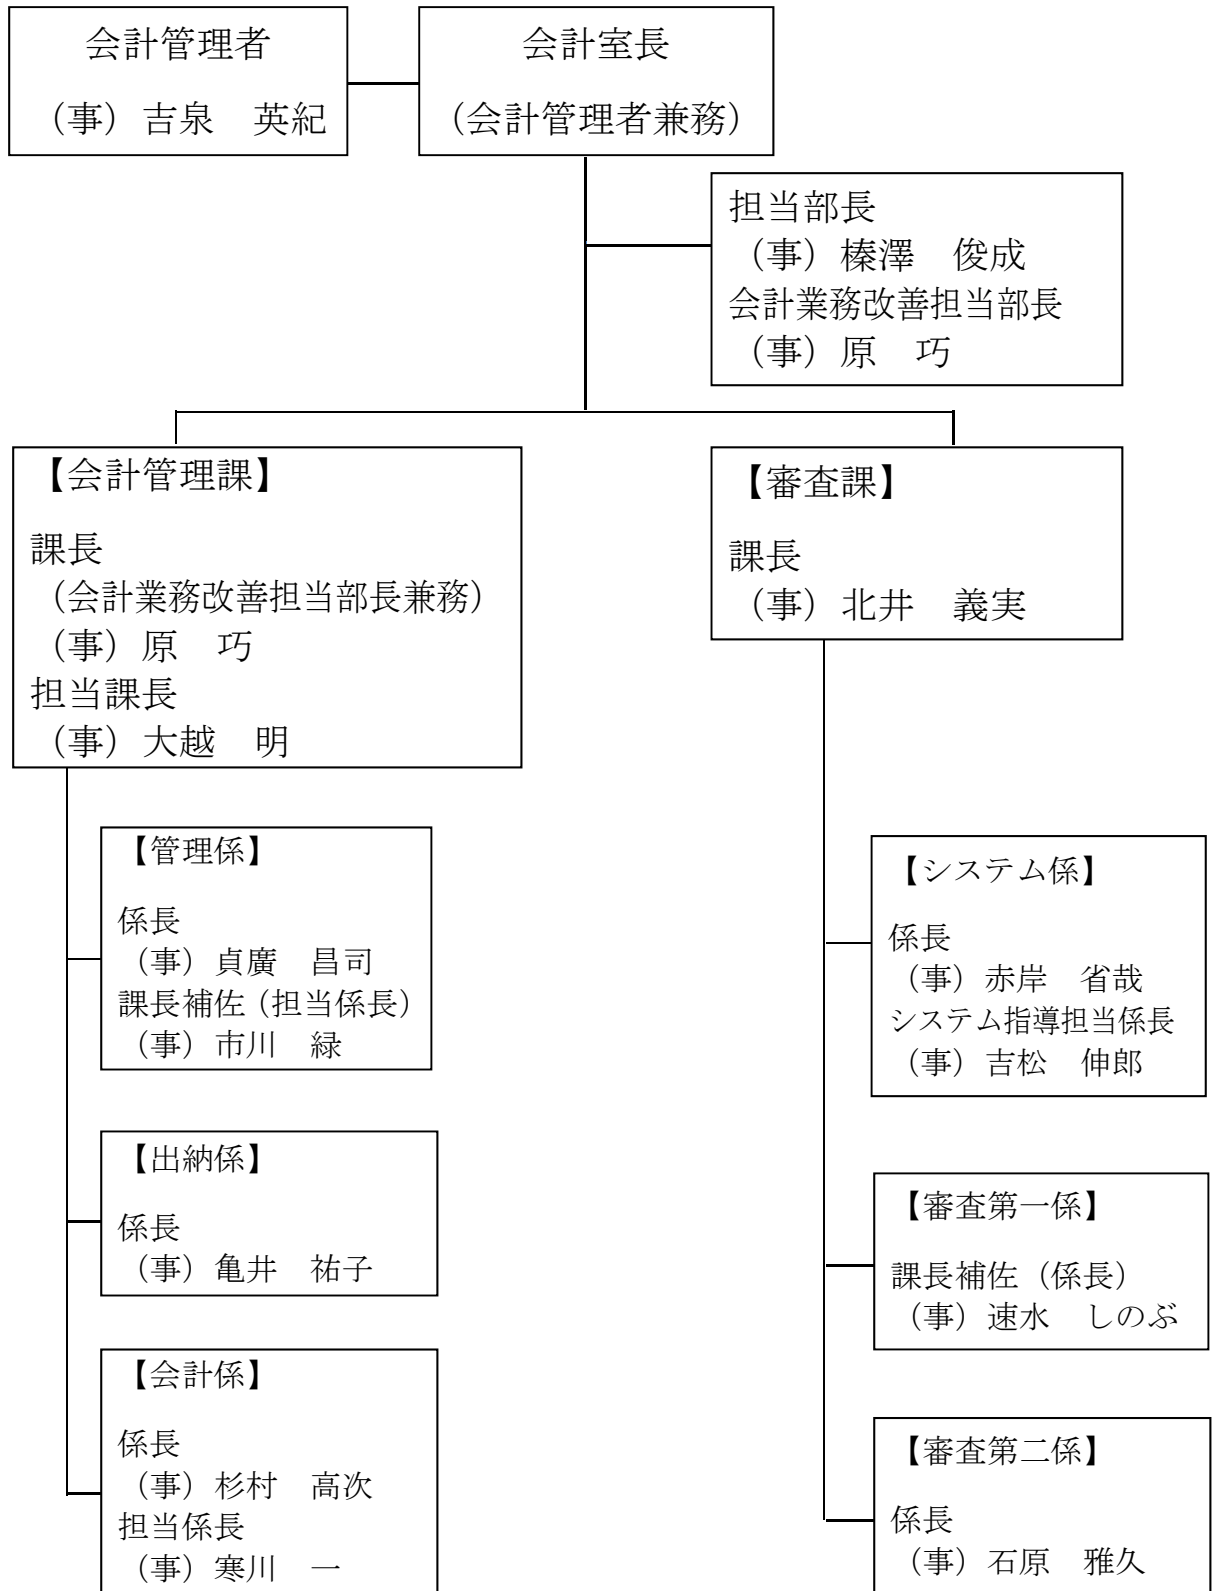 会計管理者
（事）吉泉　英紀
会計室長
（会計管理者兼務）
担当部長
（事）榛澤　俊成
会計業務改善担当部長
（事）原　巧
【会計管理課】
課長
（会計業務改善担当部長兼務）
（事）原　巧
担当課長
（事）大越　明
【管理係】
係長
（事）貞廣　昌司
課長補佐（担当係長）
（事）市川　緑
【出納係】
係長
（事）亀井　祐子
【会計係】
係長
（事）杉村　高次
担当係長
（事）寒川　一
【審査課】
課長
（事）北井　義実
【システム係】
係長
（事）赤岸　省哉
システム指導担当係長
（事）吉松　伸郎
【審査第一係】
課長補佐（係長）
（事）速水　しのぶ
【審査第二係】
係長
（事）石原　雅久